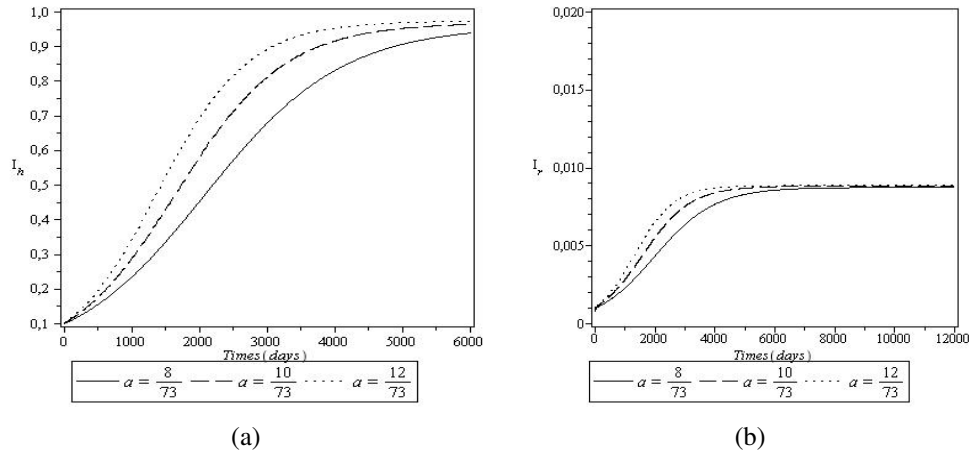 1,0
0,9
0,8
0,7
0,6
I_h
0,5
0,4
0,3
0,2
0,1
0 1000 2000 3000 4000 5000 6000
Times(days)
a = 8/73 a = 10/73 a = 12/73
(a)
0,020
0,015
I_r
0,010
0,005
0
0 2000 4000 6000 8000 10000 12000
Times(days)
a = 8/73 a = 10/73 a = 12/73
(b)